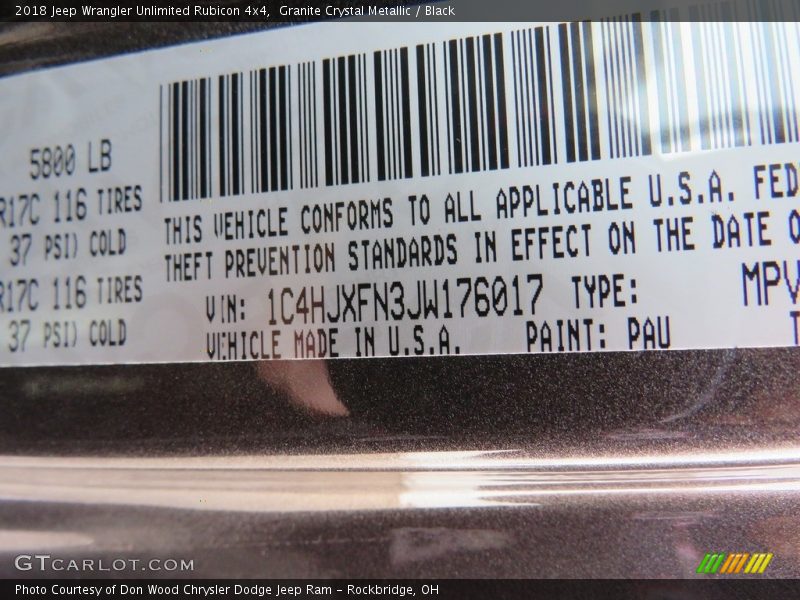 2018 Jeep Wrangler Unlimited Rubicon 4x4,  Granite Crystal Metallic / Black
5800 LB
R17C 116 TIRES
37 PSI) COLD
R17C 116 TIRES
37 PSI) COLD
THIS VEHICLE CONFORMS TO ALL APPLICABLE U.S.A. FED
THEFT PREVENTION STANDARDS IN EFFECT ON THE DATE O
VIN: 1C4HJXFN3JW176017 TYPE: MPV
VEHICLE MADE IN U.S.A. PAINT: PAU T
GTCARLOT.COM
Photo Courtesy of Don Wood Chrysler Dodge Jeep Ram – Rockbridge, OH